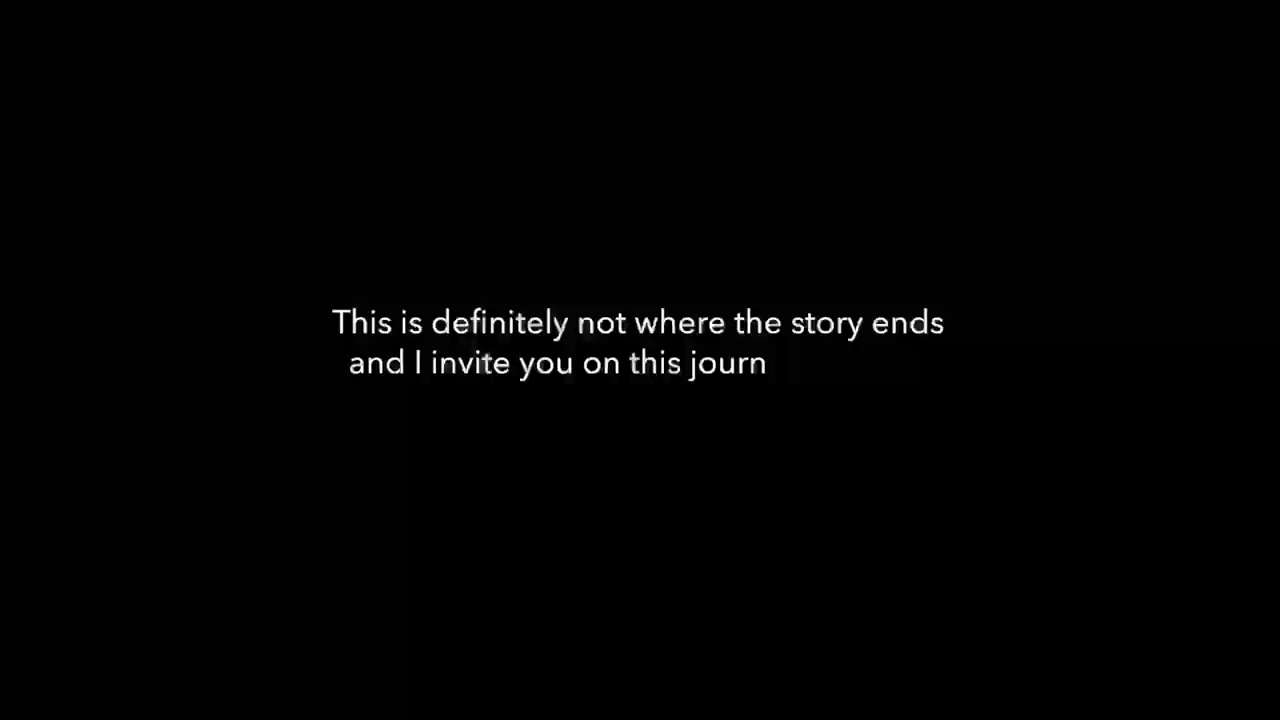 This is definitely not where the story ends
and I invite you on this journ